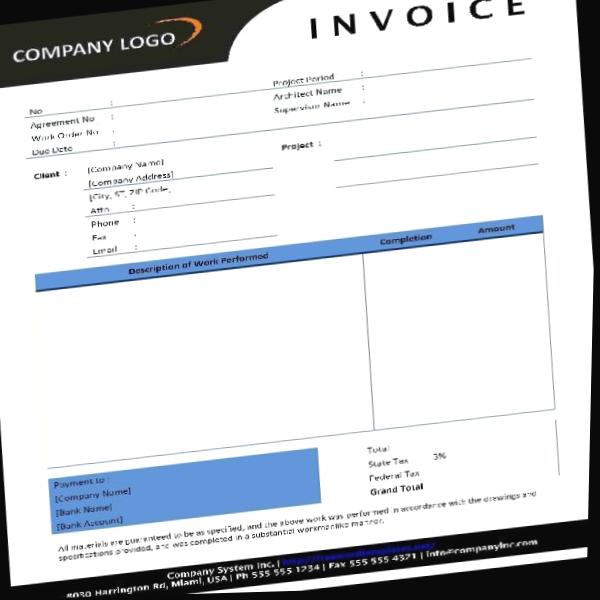 COMPANY LOGO
INVOICE
No :
Agreement No :
Work Order No :
Due Date
Project Period :
Architect Name :
Supervisor Name :
Client :
[Company Name]
[Company Address]
[City, ST, ZIP Code]
Attn :
Phone :
Fax :
Email :
Project :
Description of Work Performed Completion Amount
Payment to :
[Company Name]
[Bank Name]
[Bank Account]
Total
State Tax 3%
Federal Tax
Grand Total
All materials are guaranteed to be as specified, and the above work was performed in accordance with the drawings and
specifications provided, and was completed in a substantial workmanlike manner.
Company System Inc. |
8030 Harrington Rd, Miami, USA | Ph 555 555 1234 | Fax 555 555 4321 | info@companyinc.com